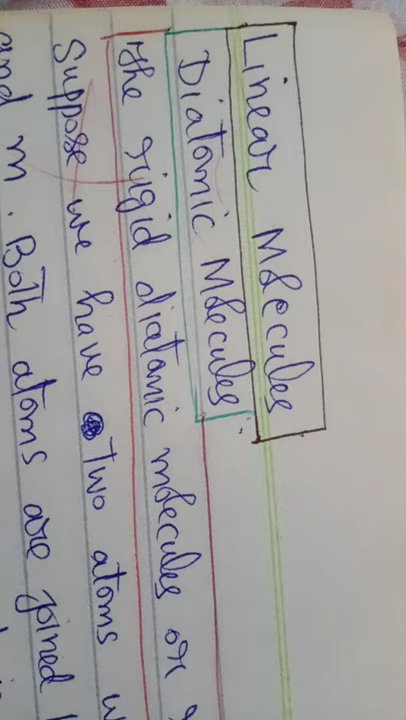 Linear Molecules
Diatomic Molecules :
The rigid diatomic molecules or
Suppose we have two atoms
and m. Both atoms are joined